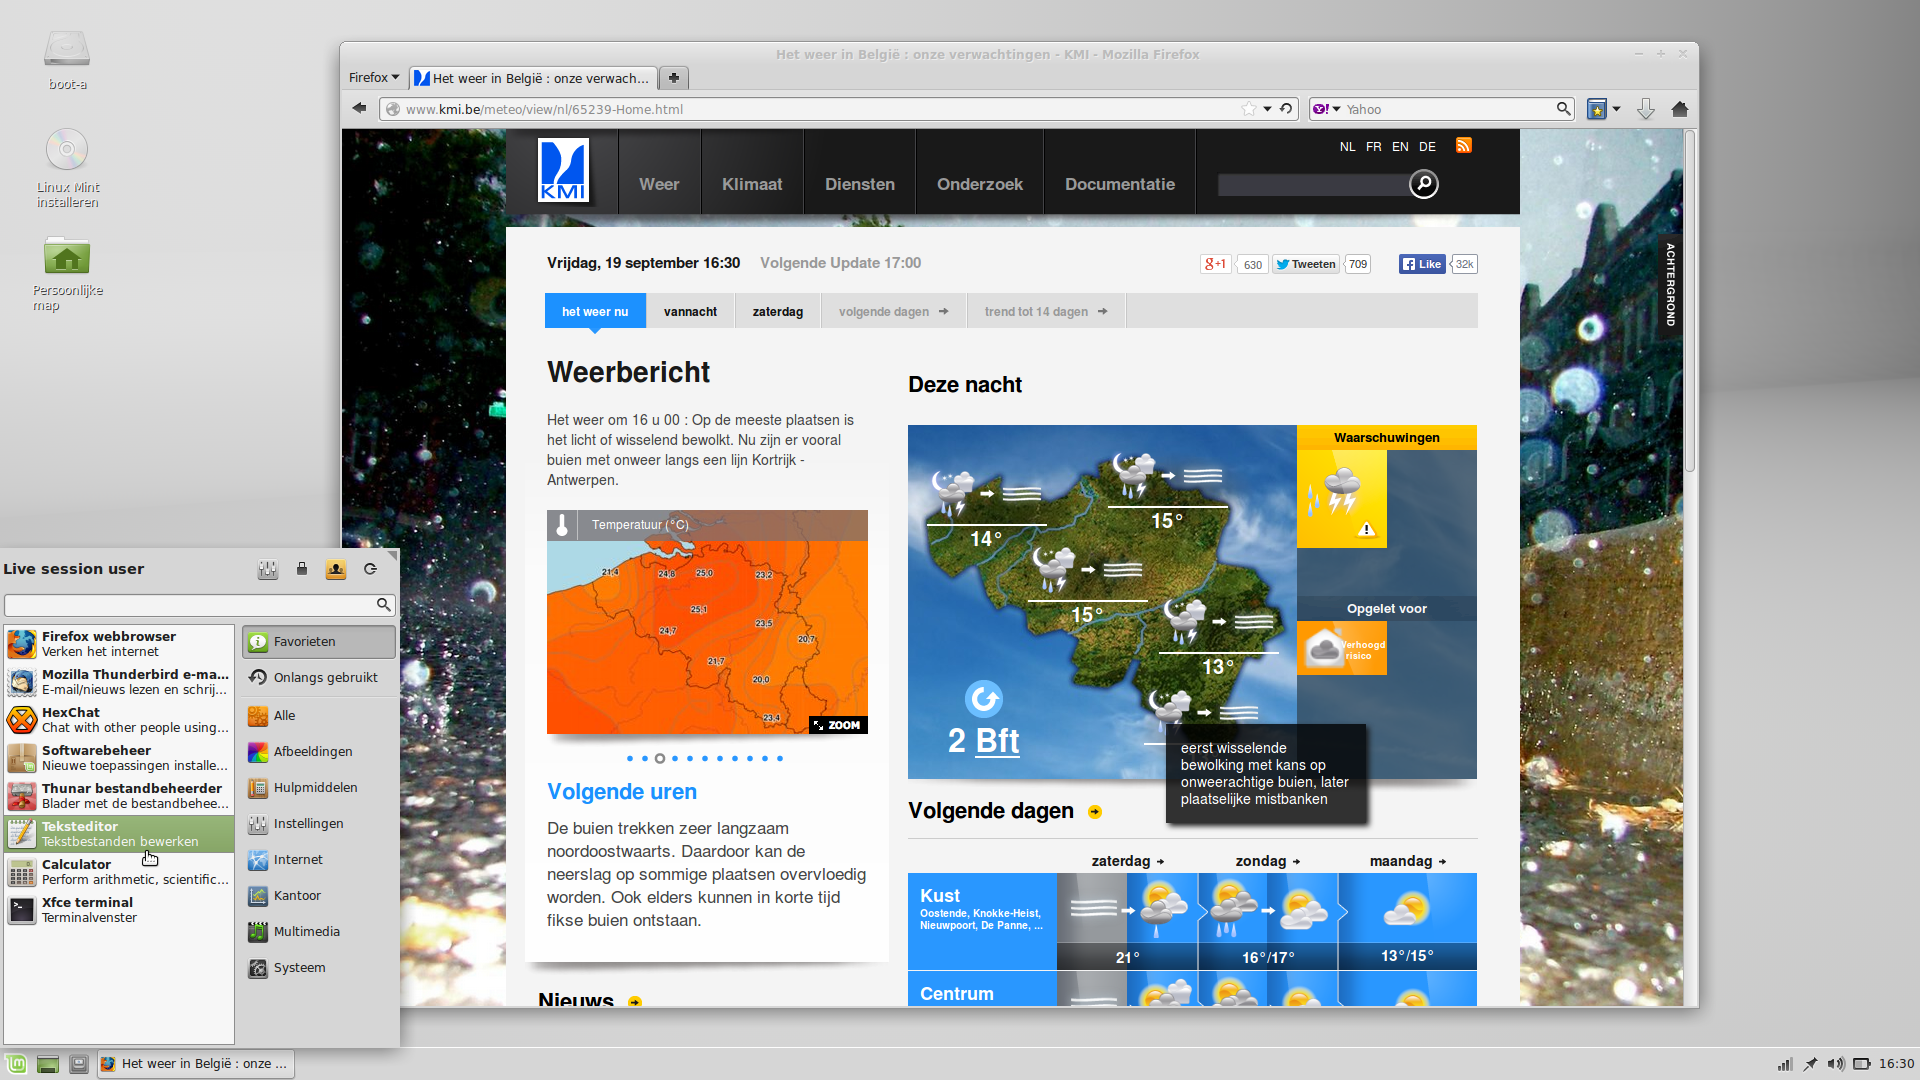 boot-a
Linux Mint
installeren
Persoonlijke
map
Het weer in België : onze verwachtingen - KMI - Mozilla Firefox
Firefox
Het weer in België : onze verwach...
www.kmi.be/meteo/view/nl/65239-Home.html
Yahoo
KMI
Weer
Klimaat
Diensten
Onderzoek
Documentatie
NL FR EN DE
ACHTERGROND
Vrijdag, 19 september 16:30
Volgende Update 17:00
g+1
630
Tweeten
709
Like
32k
het weer nu
vannacht
zaterdag
volgende dagen
trend tot 14 dagen
Weerbericht
Het weer om 16 u 00 : Op de meeste plaatsen is
het licht of wisselend bewolkt. Nu zijn er vooral
buien met onweer langs een lijn Kortrijk -
Antwerpen.
Temperatuur (°C)
21,4
24,8
25,0
23,2
25,1
24,7
23,5
20,7
21,7
20,0
23,4
ZOOM
Volgende uren
De buien trekken zeer langzaam
noordoostwaarts. Daardoor kan de
neerslag op sommige plaatsen overvloedig
worden. Ook elders kunnen in korte tijd
fikse buien ontstaan.
Nieuws
Deze nacht
14°
15°
15°
13°
2 Bft
Waarschuwingen
Opgelet voor
Verhoogd
risico
eerst wisselende
bewolking met kans op
onweerachtige buien, later
plaatselijke mistbanken
Volgende dagen
zaterdag
zondag
maandag
Kust
Oostende, Knokke-Heist,
Nieuwpoort, De Panne, ...
21°
16°/17°
13°/15°
Centrum
Live session user
Firefox webbrowser
Verken het internet
Mozilla Thunderbird e-ma...
E-mail/nieuws lezen en schrij...
HexChat
Chat with other people using...
Softwarebeheer
Nieuwe toepassingen installe...
Thunar bestandbeheerder
Blader met de bestandbehee...
Teksteditor
Tekstbestanden bewerken
Calculator
Perform arithmetic, scientific...
Xfce terminal
Terminalvenster
Favorieten
Onlangs gebruikt
Alle
Afbeeldingen
Hulpmiddelen
Instellingen
Internet
Kantoor
Multimedia
Systeem
Het weer in België : onze ...
16:30